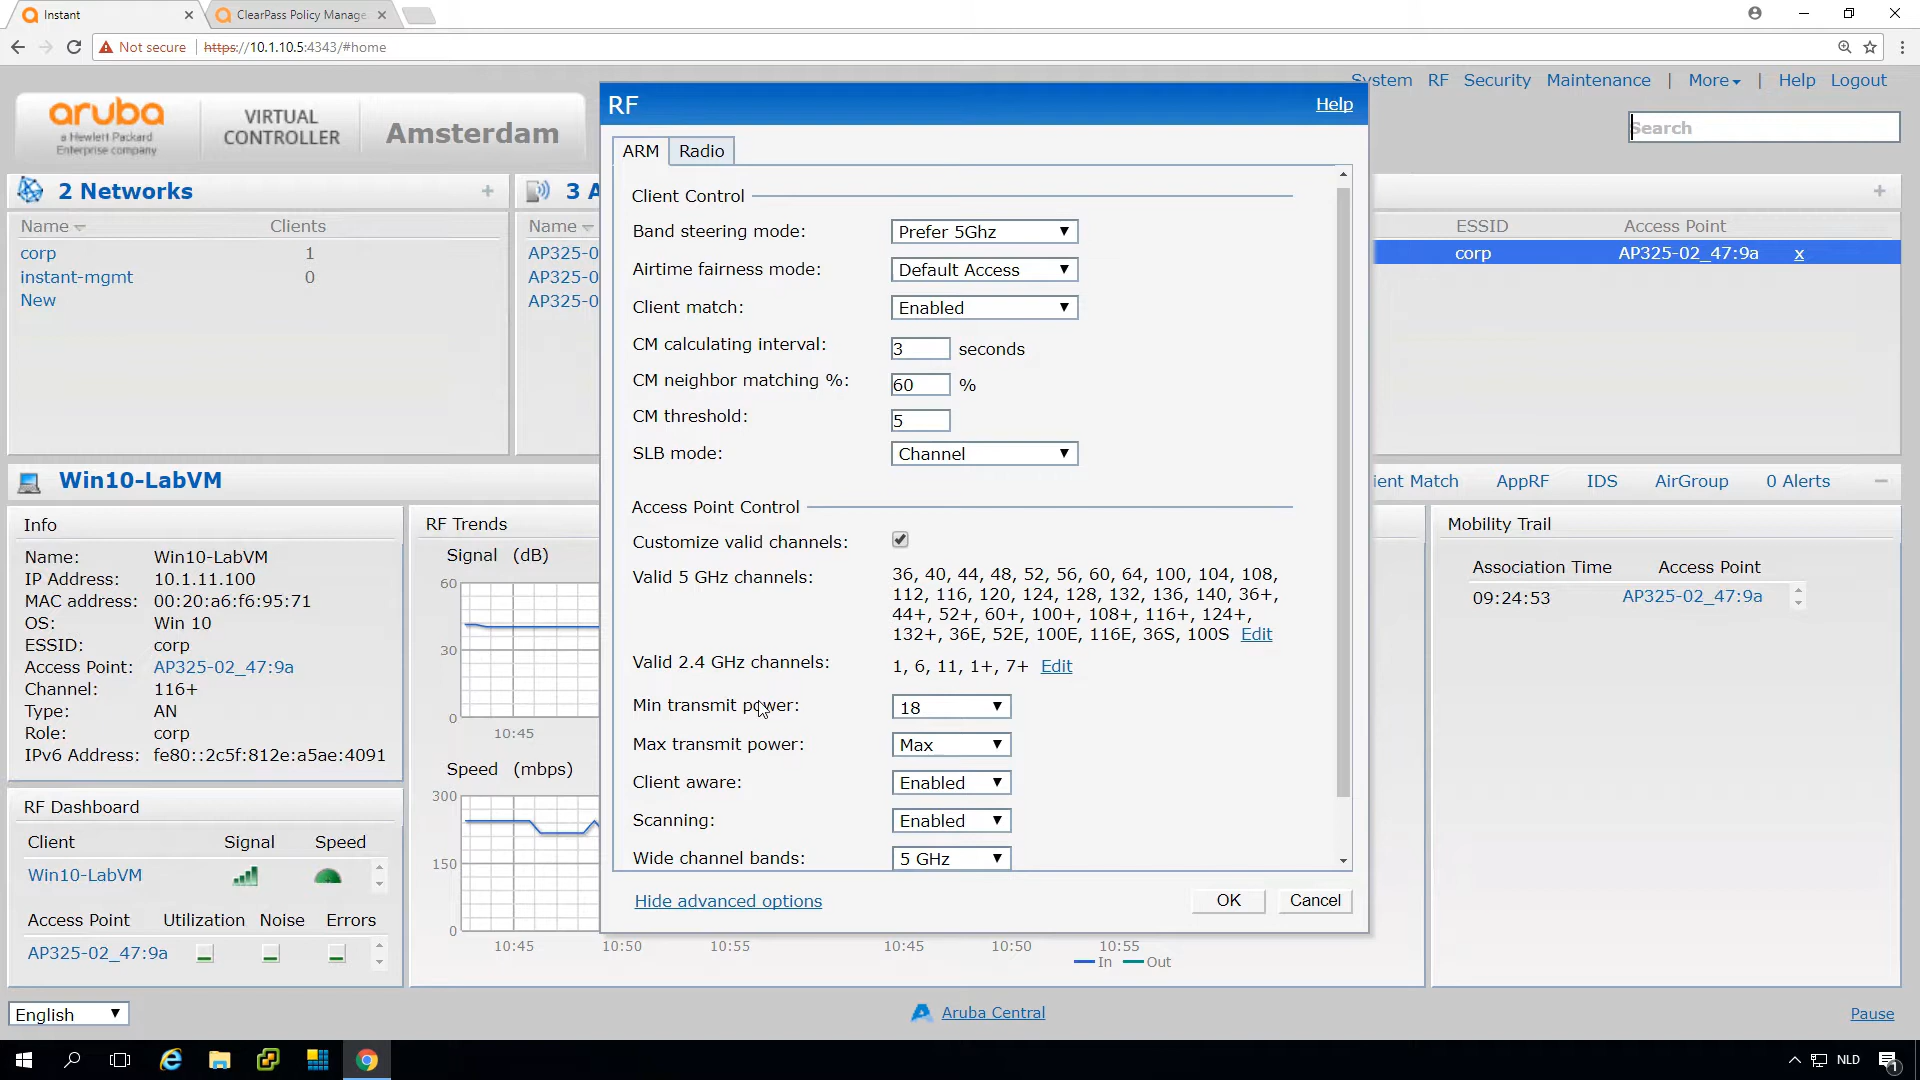 Instant
ClearPass Policy Manage
Not secure
https://10.1.10.5:4343/#home
System RF Security Maintenance | More | Help Logout
aruba
a Hewlett Packard
Enterprise company
VIRTUAL
CONTROLLER
Amsterdam
Search
2 Networks +
Name Clients
corp 1
instant-mgmt 0
New
3 A
Name
AP325-0
AP325-0
AP325-0
+
ESSID Access Point
corp AP325-02_47:9a x
RF Help
ARM Radio
Client Control
Band steering mode: Prefer 5Ghz
Airtime fairness mode: Default Access
Client match: Enabled
CM calculating interval: 3 seconds
CM neighbor matching %: 60 %
CM threshold: 5
SLB mode: Channel
Access Point Control
Customize valid channels:
Valid 5 GHz channels: 36, 40, 44, 48, 52, 56, 60, 64, 100, 104, 108,
112, 116, 120, 124, 128, 132, 136, 140, 36+,
44+, 52+, 60+, 100+, 108+, 116+, 124+,
132+, 36E, 52E, 100E, 116E, 36S, 100S Edit
Valid 2.4 GHz channels: 1, 6, 11, 1+, 7+ Edit
Min transmit power: 18
Max transmit power: Max
Client aware: Enabled
Scanning: Enabled
Wide channel bands: 5 GHz
Hide advanced options OK Cancel
Win10-LabVM
ient Match AppRF IDS AirGroup 0 Alerts
Info
Name: Win10-LabVM
IP Address: 10.1.11.100
MAC address: 00:20:a6:f6:95:71
OS: Win 10
ESSID: corp
Access Point: AP325-02_47:9a
Channel: 116+
Type: AN
Role: corp
IPv6 Address: fe80::2c5f:812e:a5ae:4091
RF Dashboard
Client Signal Speed
Win10-LabVM
Access Point Utilization Noise Errors
AP325-02_47:9a
RF Trends
Signal (dB)
60
30
0
10:45
Speed (mbps)
300
150
0
10:45 10:50 10:55 10:45 10:50 10:55
In Out
Mobility Trail
Association Time Access Point
09:24:53 AP325-02_47:9a
English
Aruba Central
Pause
NLD
1